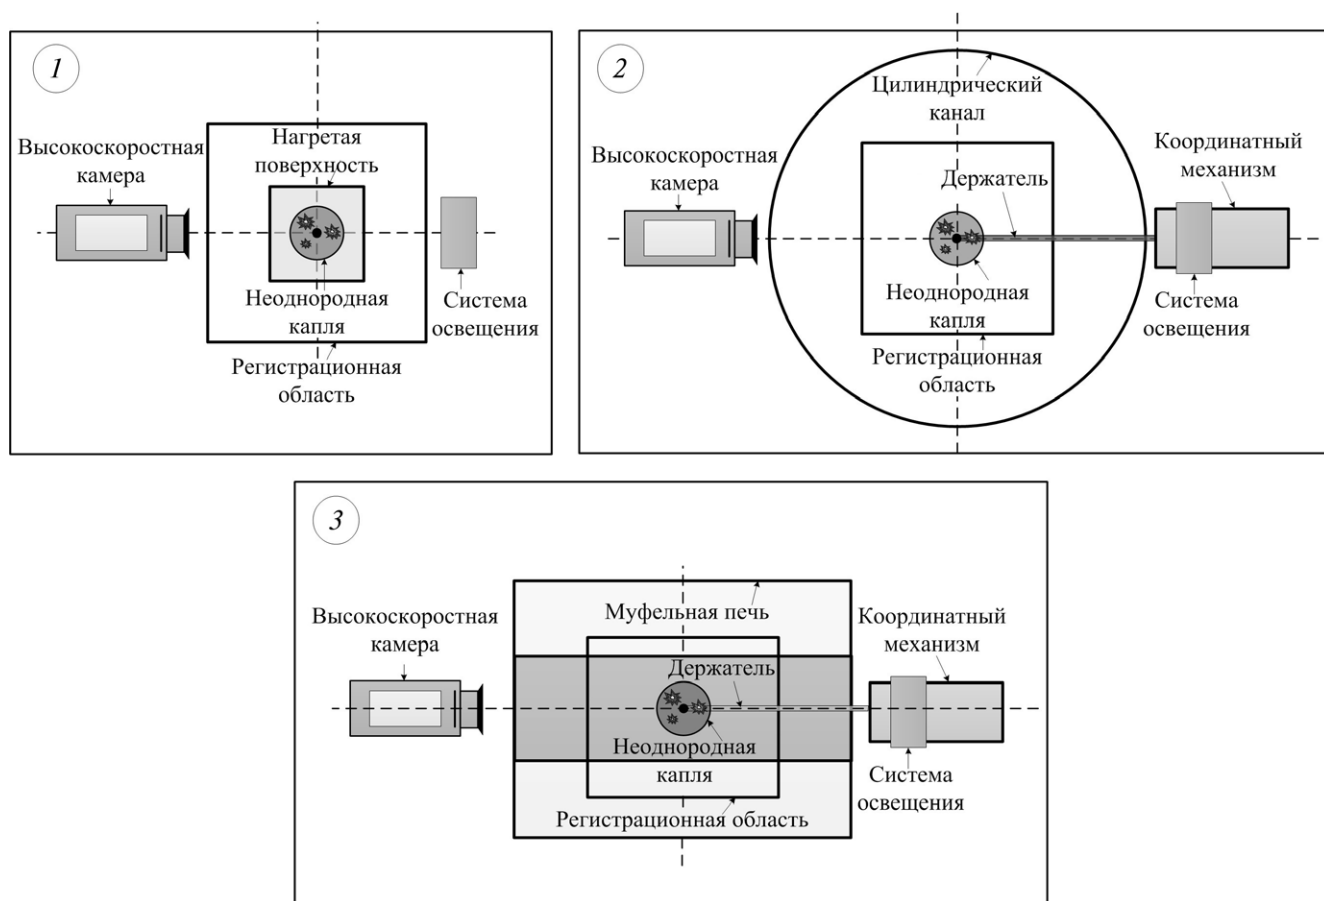 1
Нагретая
поверхность
Высокоскоростная
камера
Неоднородная
капля
Система
освещения
Регистрационная
область
2
Цилиндрический
канал
Высокоскоростная
камера
Держатель
Координатный
механизм
Неоднородная
капля
Система
освещения
Регистрационная
область
3
Муфельная печь
Высокоскоростная
камера
Держатель
Координатный
механизм
Неоднородная
капля
Система
освещения
Регистрационная область